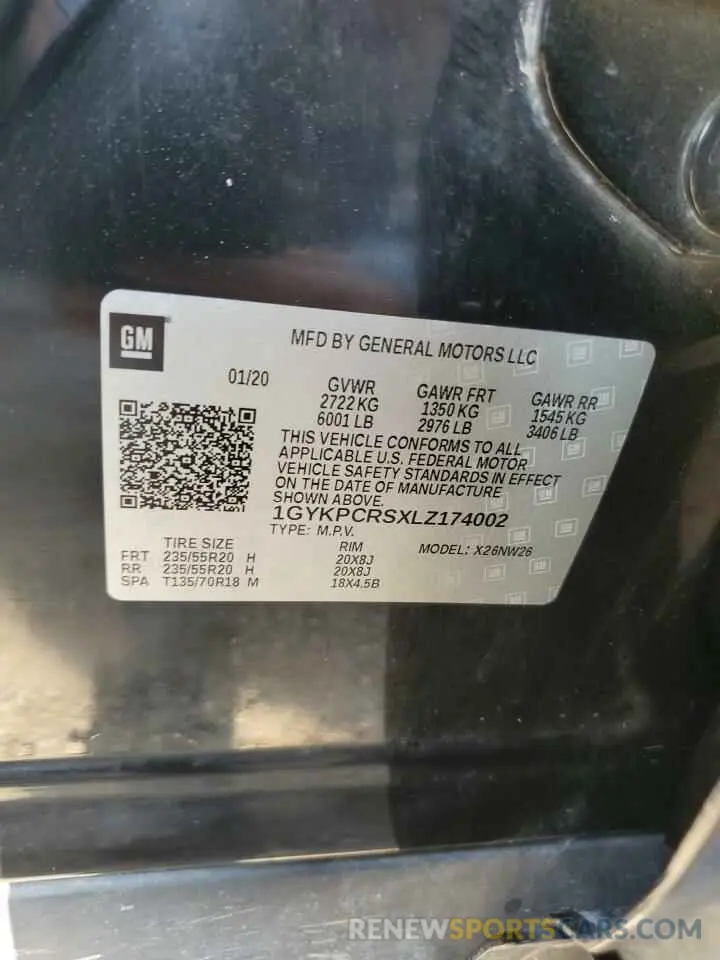 GM
MFD BY GENERAL MOTORS LLC
01/20 GVWR GAWR FRT GAWR RR
2722 KG 1350 KG 1545 KG
6001 LB 2976 LB 3406 LB
THIS VEHICLE CONFORMS TO ALL
APPLICABLE U.S. FEDERAL MOTOR
VEHICLE SAFETY STANDARDS IN EFFECT
ON THE DATE OF MANUFACTURE
SHOWN ABOVE.
1GYKPCRSXLZ174002
TYPE: M.P.V.
TIRE SIZE RIM MODEL: X26NW26
FRT 235/55R20 H 20X8J
RR 235/55R20 H 20X8J
SPA T135/70R18 M 18X4.5B
RENEWSPORTSCARS.COM